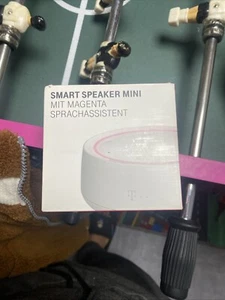 SMART SPEAKER MINI
MIT MAGENTA
SPRACHASSISTENT